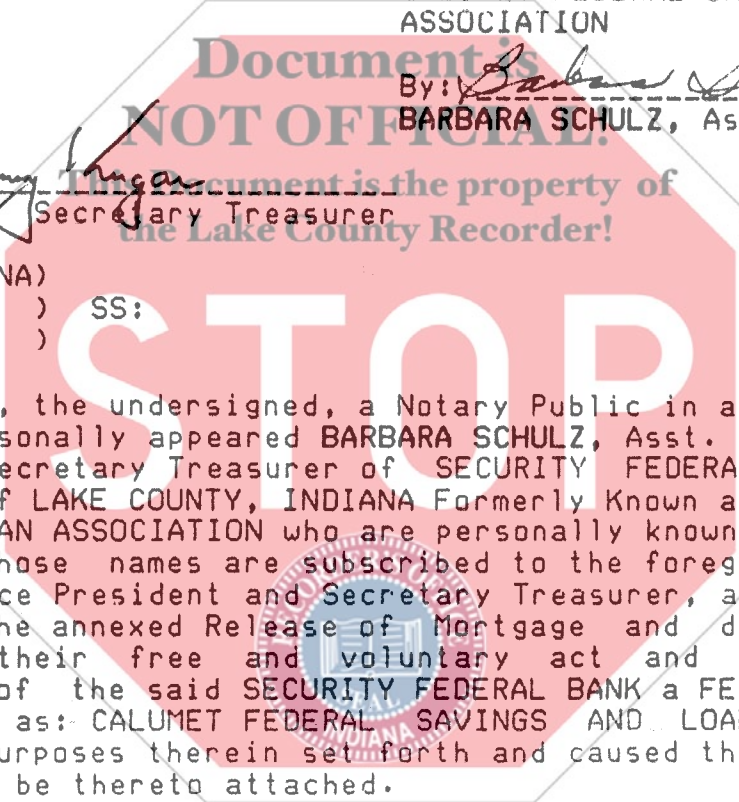 ASSOCIATION
Document is
By:
NOT OFFICIAL!
BARBARA SCHULZ, As
This Document is the property of
Secretary Treasurer
the Lake County Recorder!
NA)
) SS:
)
STOP
, the undersigned, a Notary Public in a
sonally appeared BARBARA SCHULZ, Asst.
ecretary Treasurer of SECURITY FEDERA
f LAKE COUNTY, INDIANA Formerly Known a
AN ASSOCIATION who are personally known
hose names are subscribed to the foreg
ce President and Secretary Treasurer, a
he annexed Release of Mortgage and d
their free and voluntary act and
of the said SECURITY FEDERAL BANK a FE
as: CALUMET FEDERAL SAVINGS AND LOA
urposes therein set forth and caused th
be thereto attached.
SEAL
INDIANA